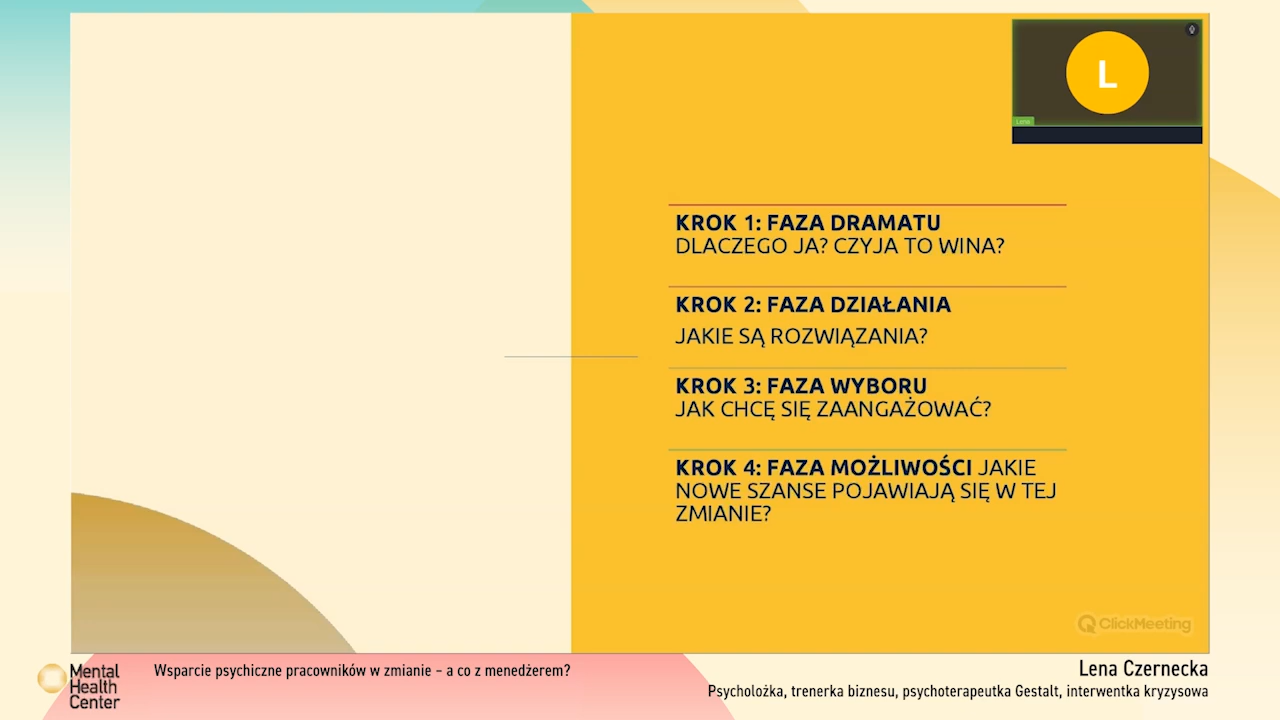 L
Lena
KROK 1: FAZA DRAMATU
DLACZEGO JA? CZYJA TO WINA?
KROK 2: FAZA DZIAŁANIA
JAKIE SĄ ROZWIĄZANIA?
KROK 3: FAZA WYBORU
JAK CHCĘ SIĘ ZAANGAŻOWAĆ?
KROK 4: FAZA MOŻLIWOŚCI JAKIE
NOWE SZANSE POJAWIAJĄ SIĘ W TEJ
ZMIANIE?
ClickMeeting
Mental
Health
Center
Wsparcie psychiczne pracowników w zmianie – a co z menedżerem?
Lena Czernecka
Psycholożka, trenerka biznesu, psychoterapeutka Gestalt, interwentka kryzysowa